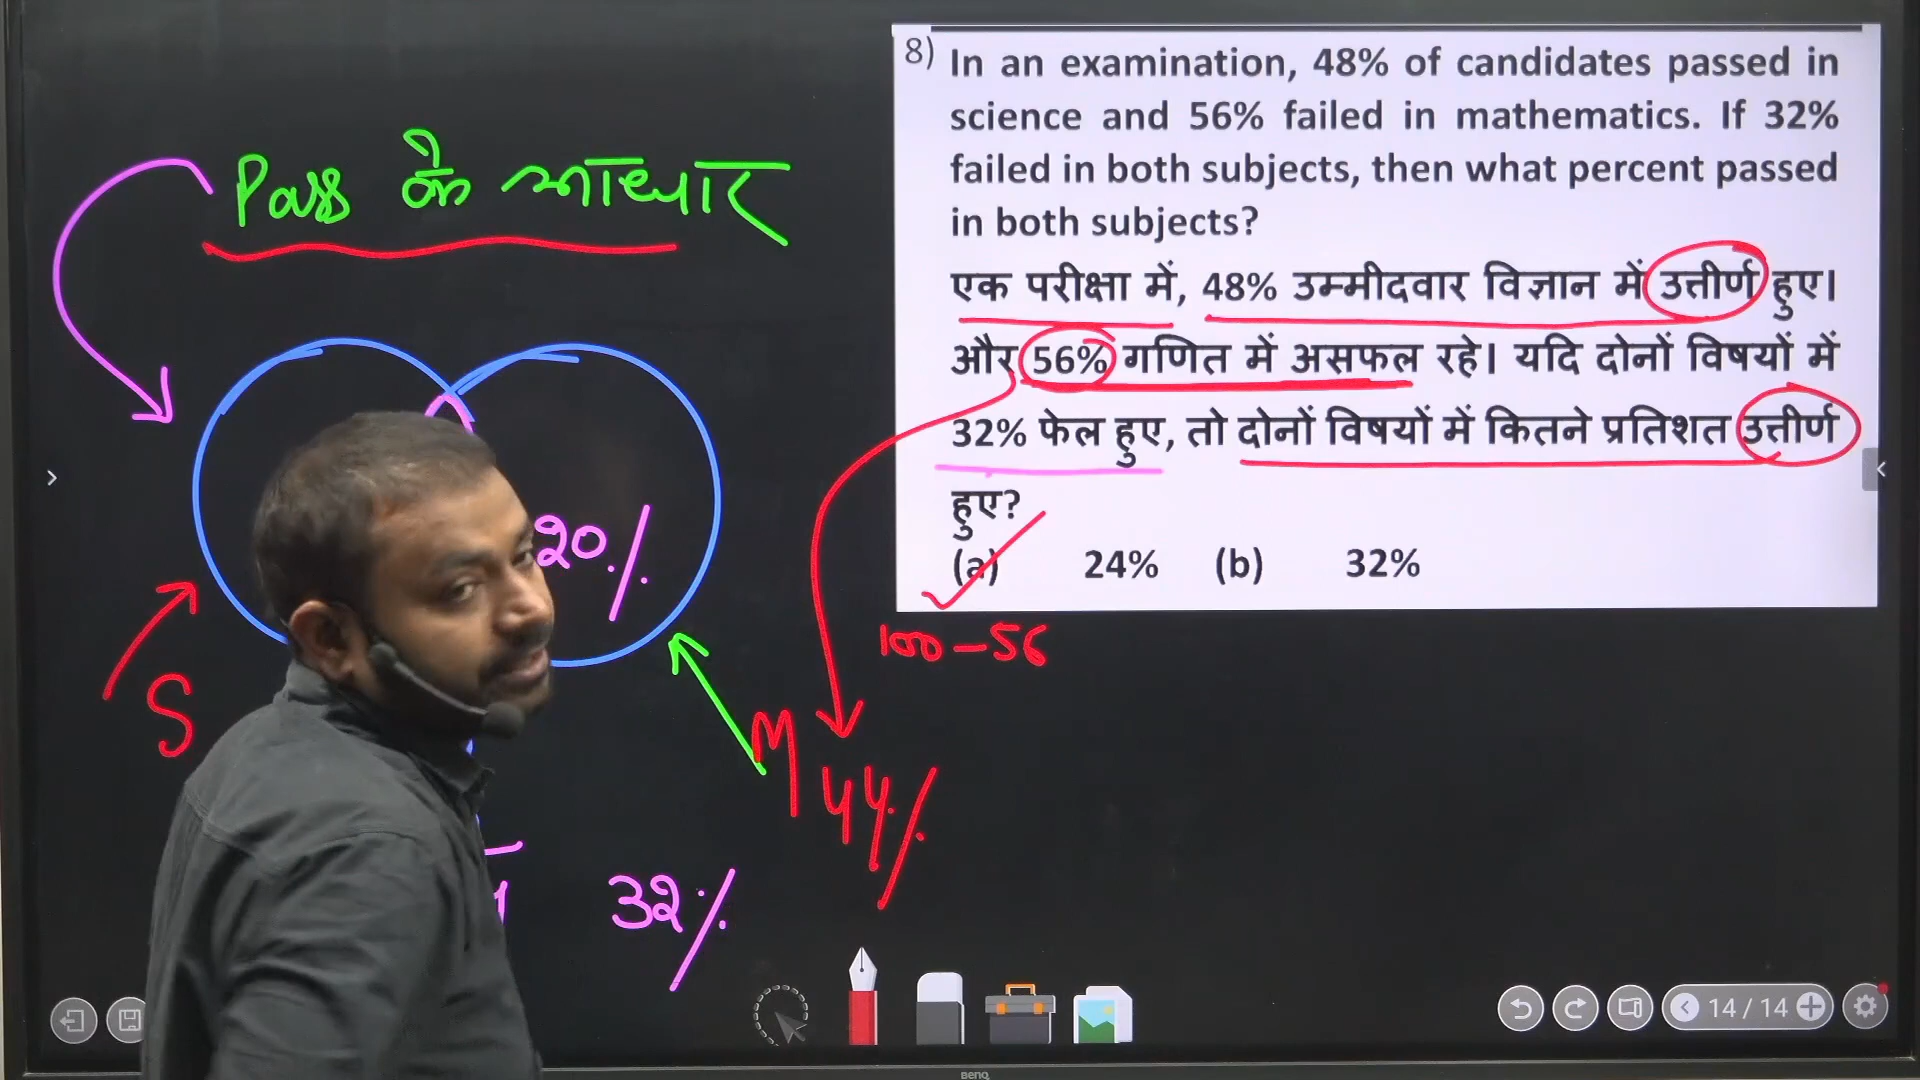 Pass के आधार
20%
S
M
44%
32%
100-56
8) In an examination, 48% of candidates passed in
science and 56% failed in mathematics. If 32%
failed in both subjects, then what percent passed
in both subjects?
एक परीक्षा में, 48% उम्मीदवार विज्ञान में उत्तीर्ण हुए।
और 56% गणित में असफल रहे। यदि दोनों विषयों में
32% फेल हुए, तो दोनों विषयों में कितने प्रतिशत उत्तीर्ण
हुए?
(a) 24% (b) 32%
14 / 14
BenQ